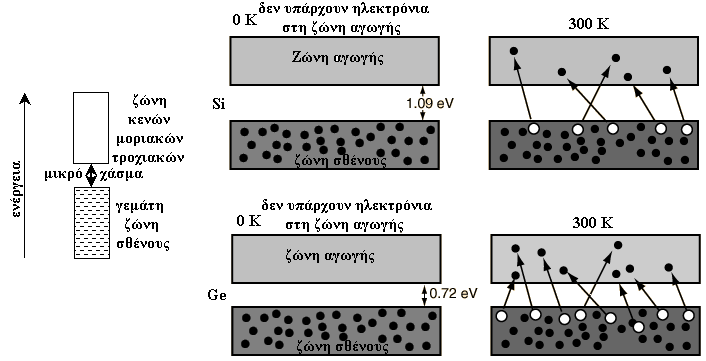 ενέργεια
ζώνη
κενών
μοριακών
τροχιακών
μικρό χάσμα
γεμάτη
ζώνη
σθένους
0 K δεν υπάρχουν ηλεκτρόνια
στη ζώνη αγωγής
300 K
Ζώνη αγωγής
Si
1.09 eV
ζώνη σθένους
0 K δεν υπάρχουν ηλεκτρόνια
στη ζώνη αγωγής
300 K
ζώνη αγωγής
Ge
0.72 eV
ζώνη σθένους